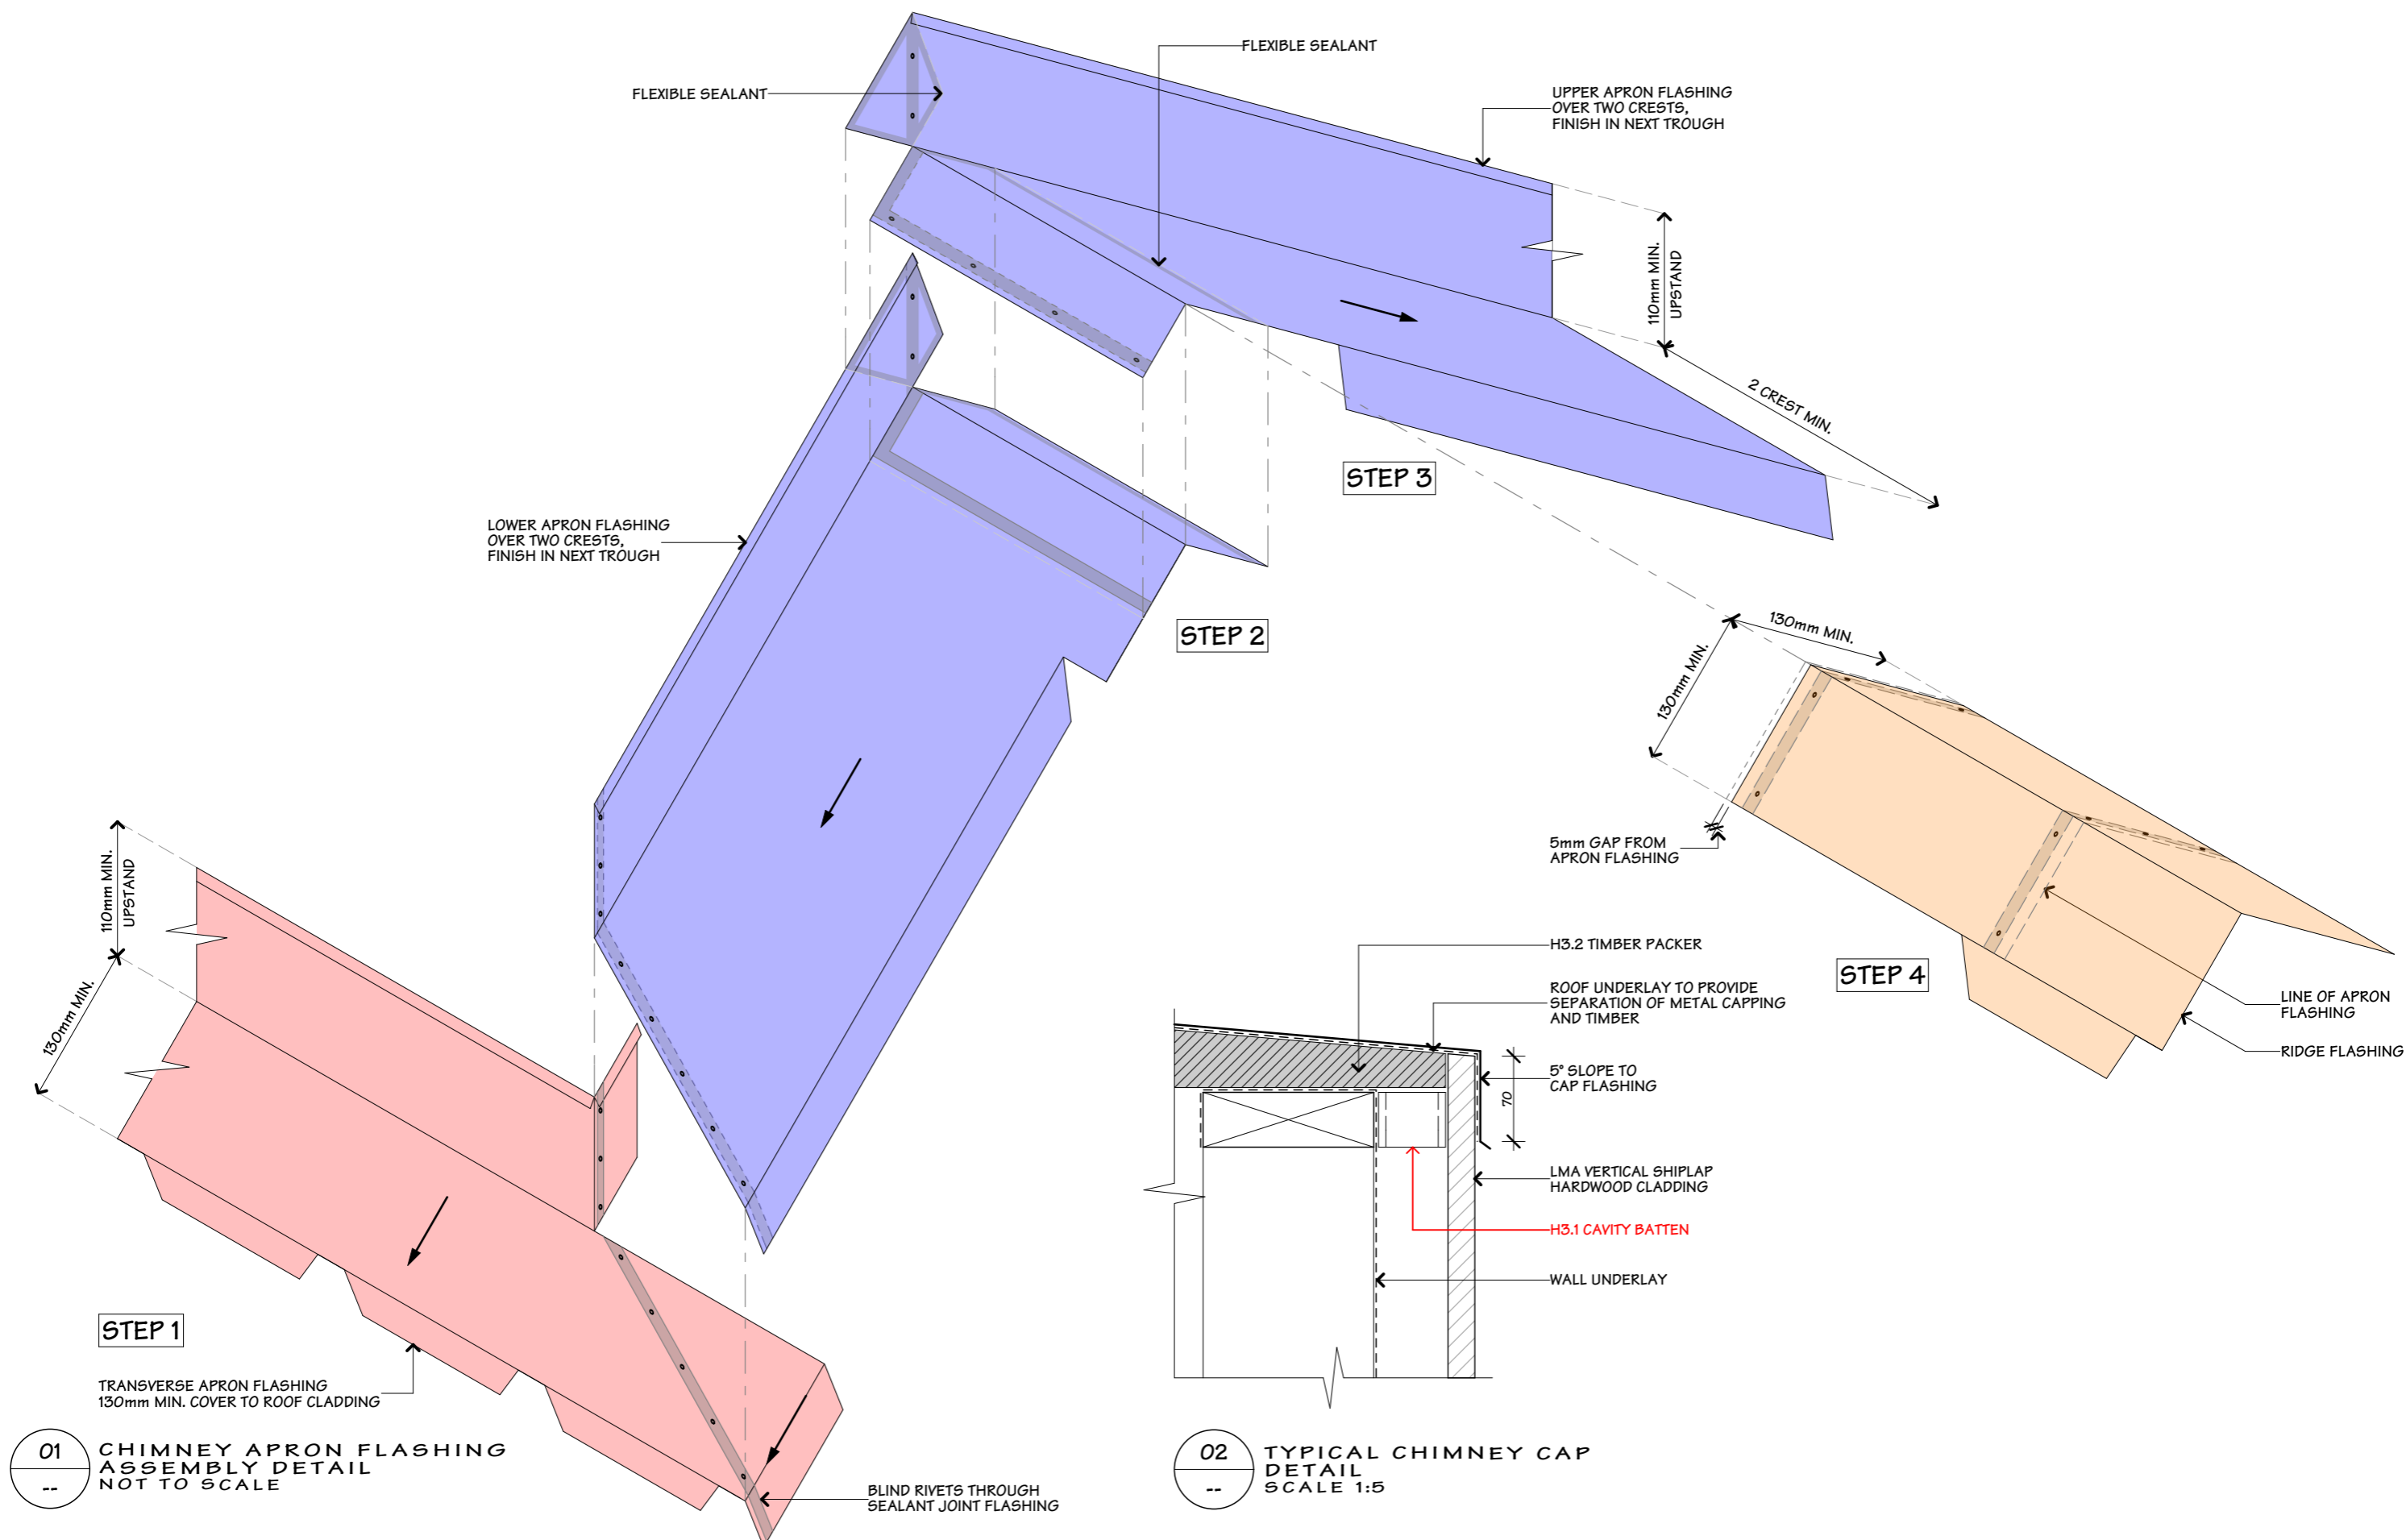 FLEXIBLE SEALANT
FLEXIBLE SEALANT
UPPER APRON FLASHING
OVER TWO CRESTS,
FINISH IN NEXT TROUGH
110mm MIN.
UPSTAND
2 CREST MIN.
STEP 3
LOWER APRON FLASHING
OVER TWO CRESTS,
FINISH IN NEXT TROUGH
STEP 2
130mm MIN.
130mm MIN.
5mm GAP FROM
APRON FLASHING
STEP 4
LINE OF APRON
FLASHING
RIDGE FLASHING
110mm MIN.
UPSTAND
130mm MIN.
STEP 1
TRANSVERSE APRON FLASHING
130mm MIN. COVER TO ROOF CLADDING
BLIND RIVETS THROUGH
SEALANT JOINT FLASHING
01
--
CHIMNEY APRON FLASHING
ASSEMBLY DETAIL
NOT TO SCALE
H3.2 TIMBER PACKER
ROOF UNDERLAY TO PROVIDE
SEPARATION OF METAL CAPPING
AND TIMBER
5° SLOPE TO
CAP FLASHING
70
LMA VERTICAL SHIPLAP
HARDWOOD CLADDING
H3.1 CAVITY BATTEN
WALL UNDERLAY
02
--
TYPICAL CHIMNEY CAP
DETAIL
SCALE 1:5